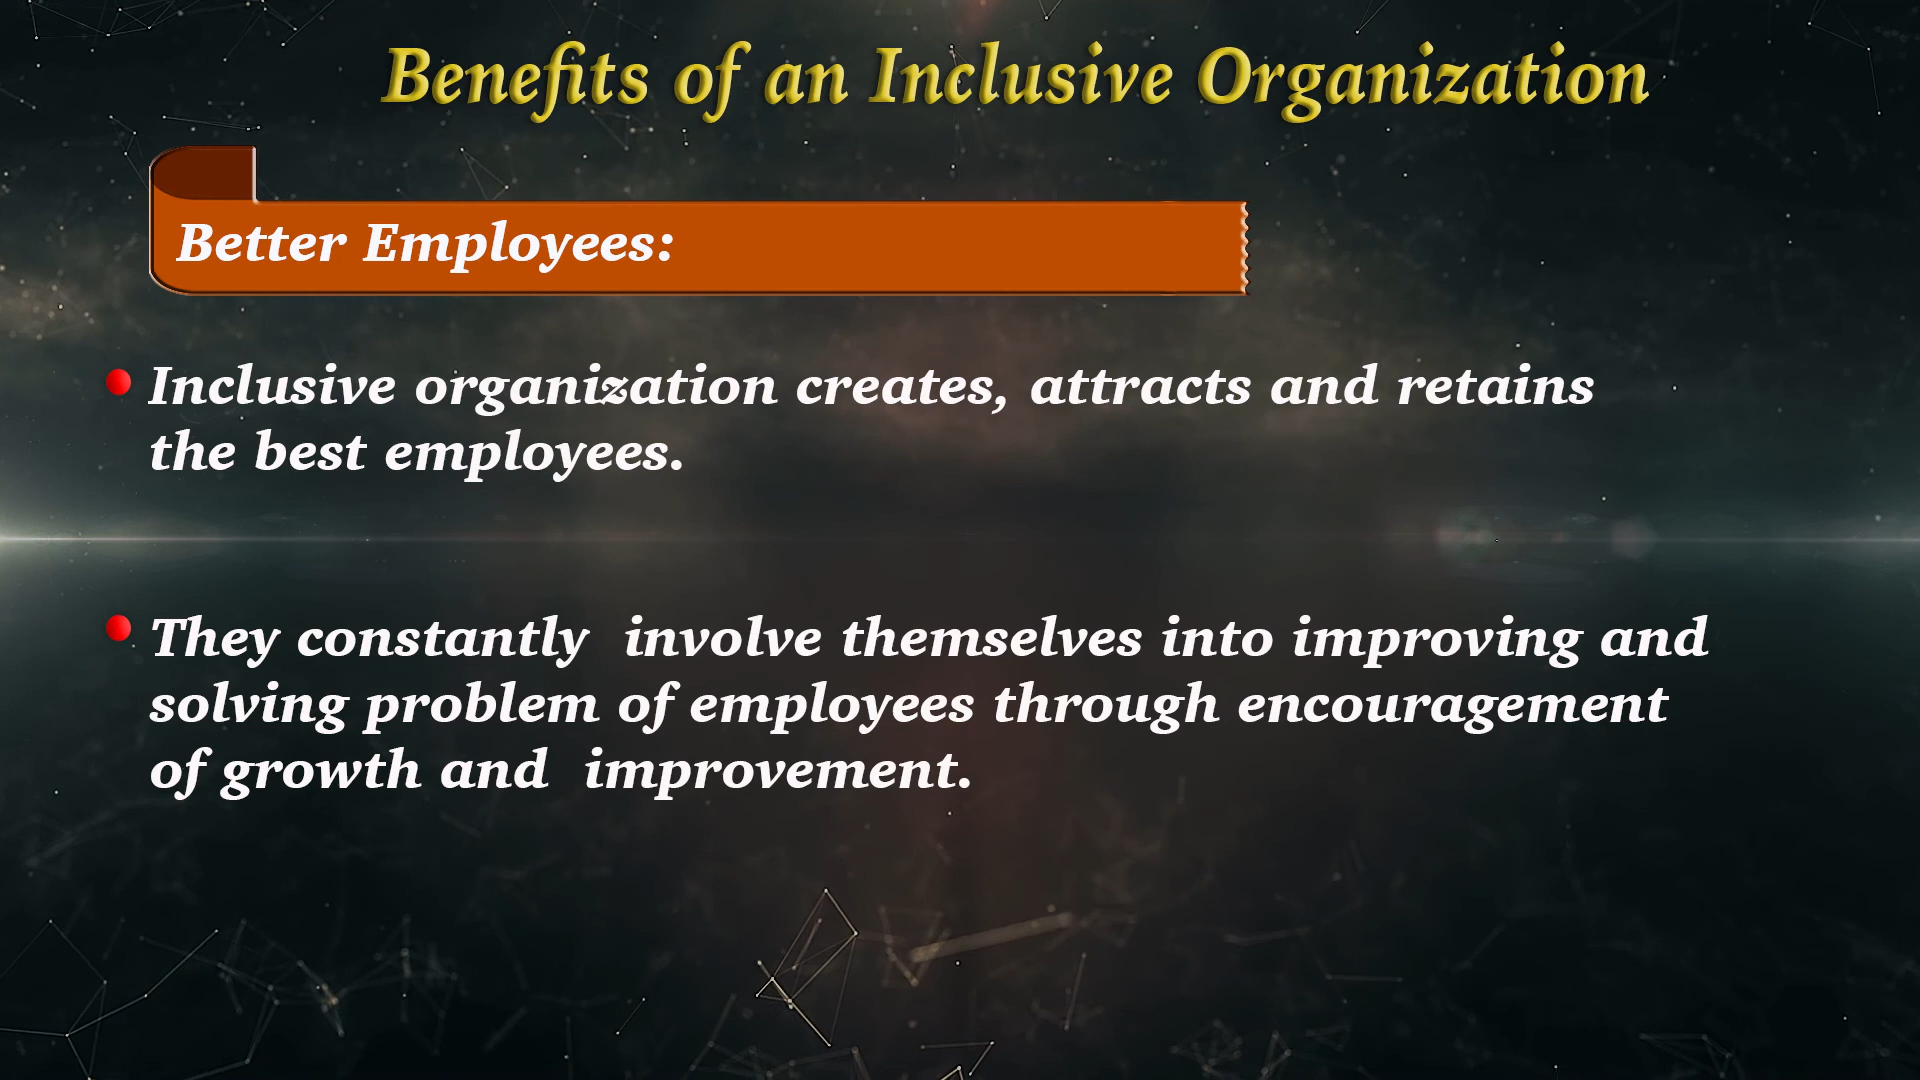 Benefits of an Inclusive Organization
Better Employees:
Inclusive organization creates, attracts and retains
the best employees.
They constantly  involve themselves into improving and
solving problem of employees through encouragement
of growth and  improvement.